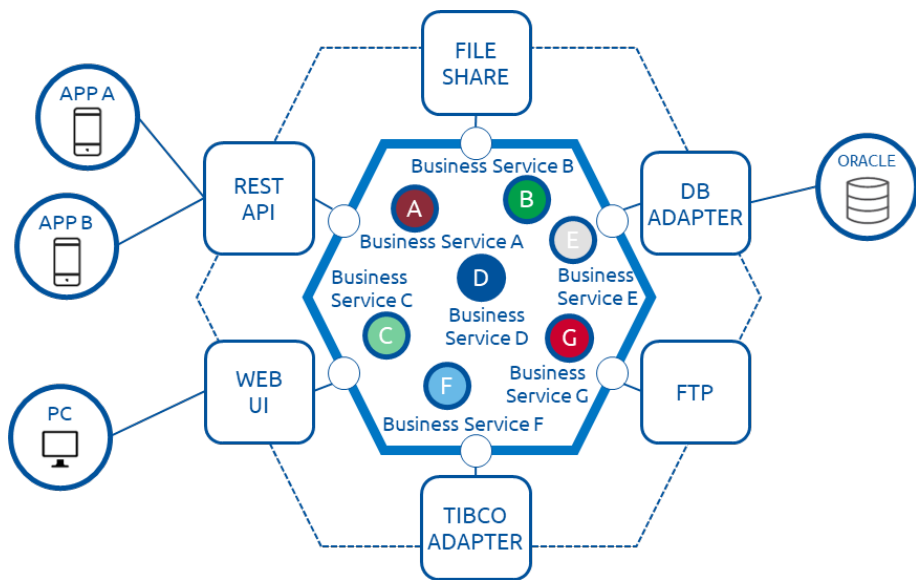 FILE
SHARE
APP A
REST
API
APP B
Business Service B
A
B
Business Service A
E
Business
Service E
DB
ADAPTER
ORACLE
D
Business
Service D
Business
Service C
C
G
Business
Service G
F
Business Service F
WEB
UI
PC
FTP
TIBCO
ADAPTER